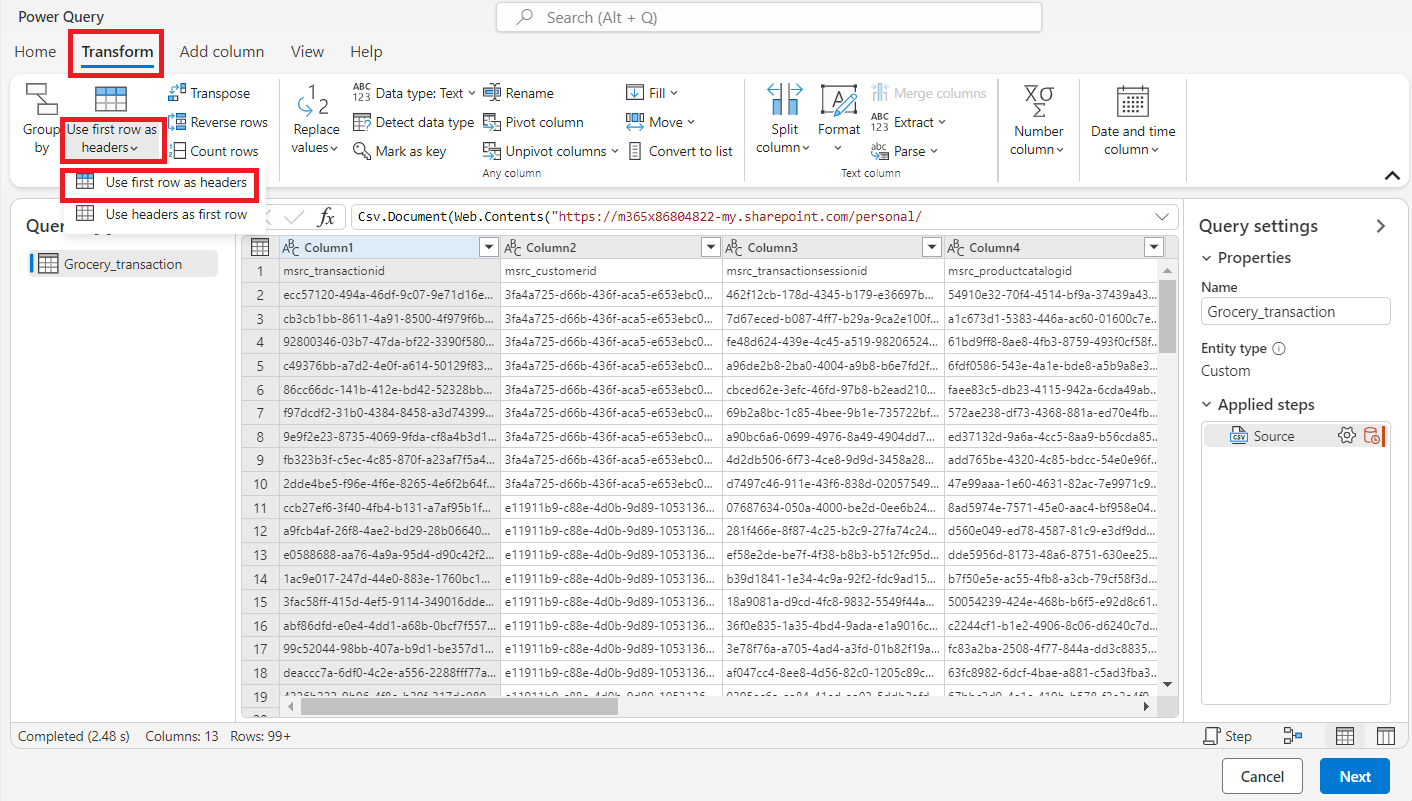 Power Query
Search (Alt + Q)
Home Transform Add column View Help
Group by
Use first row as headers
Transpose
Reverse rows
Count rows
Use first row as headers
Use headers as first row
1 2
Replace values
ABC 123 Data type: Text
Detect data type
Mark as key
Rename
Pivot column
Unpivot columns
Fill
Move
Convert to list
Any column
Split column
Format
Merge columns
ABC 123 Extract
abc Parse
Text column
Number column
Date and time column
fx Csv.Document(Web.Contents("https://m365x86804822-my.sharepoint.com/personal/
Grocery_transaction
Column1 Column2 Column3 Column4
1 msrc_transactionid msrc_customerid msrc_transactionsessionid msrc_productcatalogid
2 ecc57120-494a-46df-9c07-9e71d16e... 3fa4a725-d66b-436f-aca5-e653ebc0... 462f12cb-178d-4345-b179-e36697b... 54910e32-70f4-4514-bf9a-37439a43...
3 cb3cb1bb-8611-4a91-8500-4f979f6b... 3fa4a725-d66b-436f-aca5-e653ebc0... 7d67eced-b087-4ff7-b29a-9ca2e100f... a1c673d1-5383-446a-ac60-01600c7e...
4 92800346-03b7-47da-bf22-3390f580... 3fa4a725-d66b-436f-aca5-e653ebc0... fe48d624-439e-4c45-a519-98206524... 61bd9ff8-8ae8-4fb3-8759-493f0cf58f...
5 c49376bb-a7d2-4e0f-a614-50129f83... 3fa4a725-d66b-436f-aca5-e653ebc0... a96de2b8-2ba0-4004-a9b8-b6e7fd2f... 6fdf0586-543e-4a1e-bde8-a5b9a8e3...
6 86cc66dc-141b-412e-bd42-52328bb... 3fa4a725-d66b-436f-aca5-e653ebc0... cbced62e-3efc-46fd-97b8-b2ead210... faee83c5-db23-4115-942a-6cda49ab...
7 f97dcdf2-31b0-4384-8458-a3d74399... 3fa4a725-d66b-436f-aca5-e653ebc0... 69b2a8bc-1c85-4bee-9b1e-735722bf... 572ae238-df73-4368-881a-ed70e4fb...
8 9e9f2e23-8735-4069-9fda-cf8a4b3d1... 3fa4a725-d66b-436f-aca5-e653ebc0... a90bc6a6-0699-4976-8a49-4904dd7... ed37132d-9a6a-4cc5-8aa9-b56cda85...
9 fb323b3f-c5ec-4c85-870f-a23af7f5a4... 3fa4a725-d66b-436f-aca5-e653ebc0... 4d2db506-6f73-4ce8-9d9d-3458a28... add765be-4320-4c85-bdcc-54e0e96f...
10 2dde4be5-f96e-4f6e-8265-4e6f2b64f... 3fa4a725-d66b-436f-aca5-e653ebc0... d7497c46-911e-43f6-838d-02057549... 47e99aaa-1e60-4631-82ac-7e9971c9...
11 ccb27ef6-3f40-4fb4-b131-a7af95b1f... e11911b9-c88e-4d0b-9d89-1053136... 07687634-050a-4000-be2d-0ee6b24... 8ad5974e-7571-45e0-aac4-bf958e04...
12 a9fcb4af-26f8-4ae2-bd29-28b06640... e11911b9-c88e-4d0b-9d89-1053136... 281f466e-8f87-4c25-b2c9-27fa74c24... d560e049-ed78-4587-81c9-e3df9dd...
13 e0588688-aa76-4a9a-95d4-d90c42f2... e11911b9-c88e-4d0b-9d89-1053136... ef58e2de-be7f-4f38-b8b3-b512fc95d... dde5956d-8173-48a6-8751-630ee25...
14 1ac9e017-247d-44e0-883e-1760bc1... e11911b9-c88e-4d0b-9d89-1053136... b39d1841-1e34-4c9a-92f2-fdc9ad15... b7f50e5e-ac55-4fb8-a3cb-79cf58f3d...
15 3fac58ff-415d-4ef5-9114-349016dde... e11911b9-c88e-4d0b-9d89-1053136... 18a9081a-d9cd-4fc8-9832-5549f44a... 50054239-424e-468b-b6f5-e92d8c61...
16 abf86dfd-e0e4-4dd1-a68b-0bcf7f557... e11911b9-c88e-4d0b-9d89-1053136... 36f0e835-1a35-4bd4-9ada-e1a9016c... c2244cf1-b1e2-4906-8c06-d6240c7d...
17 99c52044-98bb-407a-b9d1-be357d1... e11911b9-c88e-4d0b-9d89-1053136... 3e78f76a-a705-4ad4-a3fd-01b82f19a... fc83a2ba-2508-4f77-844a-dd3c8835...
18 deaccc7a-6df0-4c2e-a556-2288fff77a... e11911b9-c88e-4d0b-9d89-1053136... af047cc4-8ee8-4d56-82c0-1205c89c... 63fc8982-6dcf-4bae-a881-c5ad3fba3...
19
Query settings
Properties
Name
Grocery_transaction
Entity type
Custom
Applied steps
Source
Completed (2.48 s) Columns: 13 Rows: 99+
Step
Cancel Next